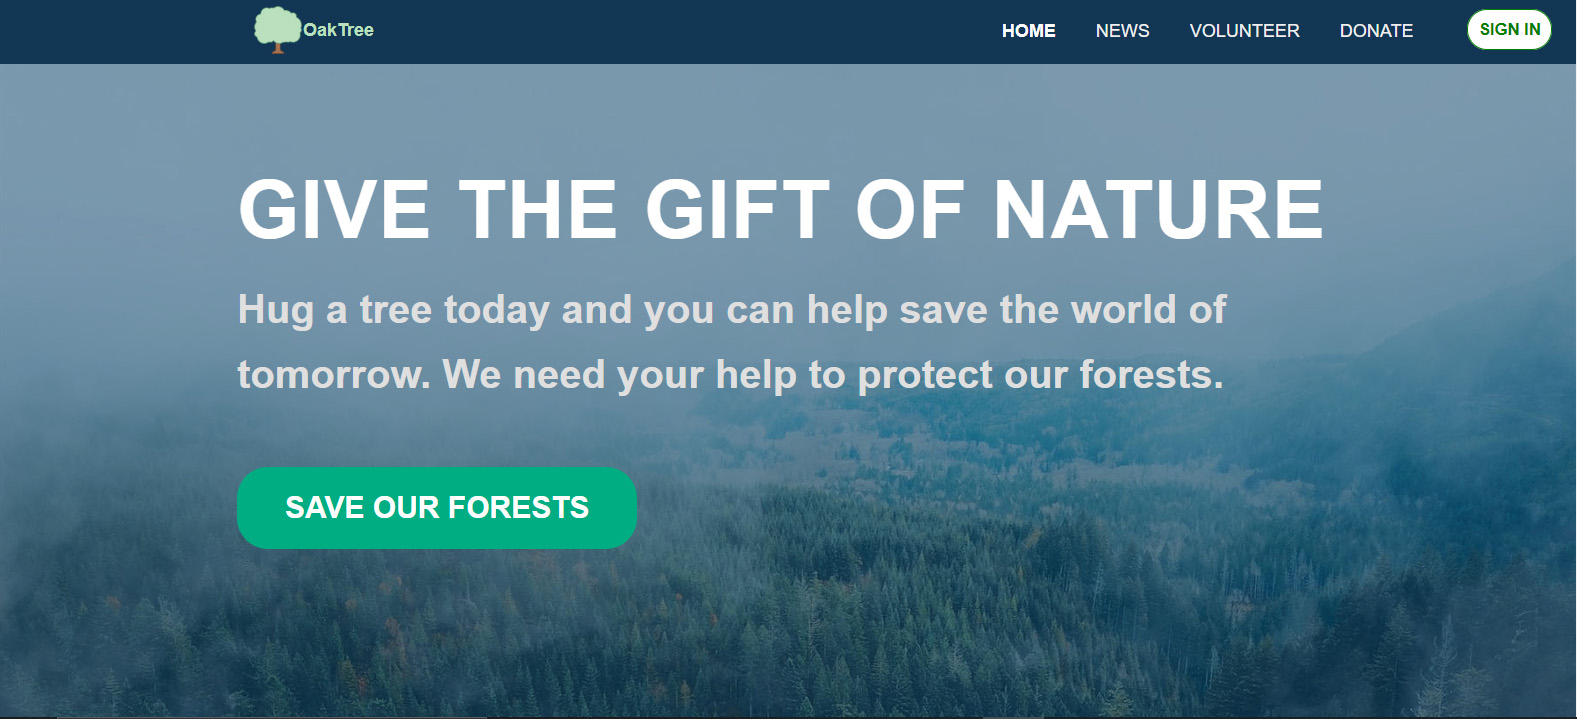 OakTree
HOME NEWS VOLUNTEER DONATE SIGN IN
GIVE THE GIFT OF NATURE
Hug a tree today and you can help save the world of
tomorrow. We need your help to protect our forests.
SAVE OUR FORESTS